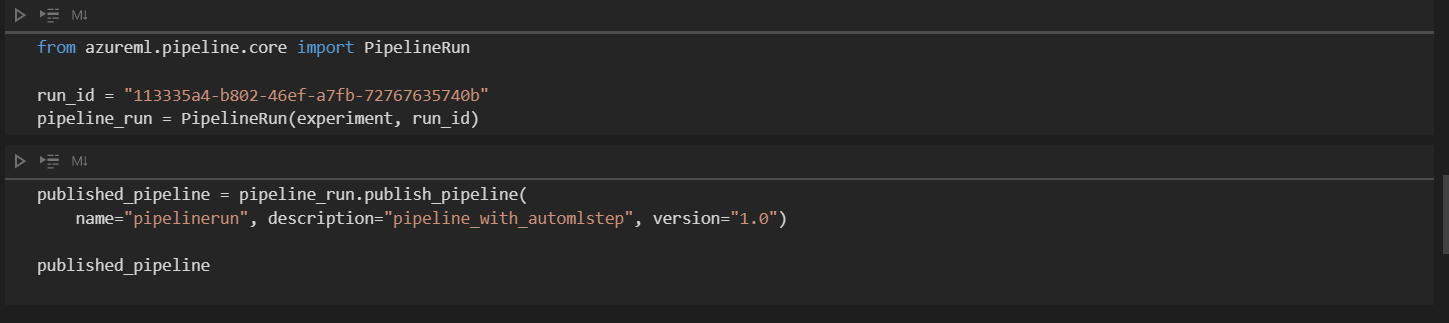 M↓
from azureml.pipeline.core import PipelineRun
run_id = "113335a4-b802-46ef-a7fb-72767635740b"
pipeline_run = PipelineRun(experiment, run_id)
M↓
published_pipeline = pipeline_run.publish_pipeline(
    name="pipelinerun", description="pipeline_with_automlstep", version="1.0")
published_pipeline